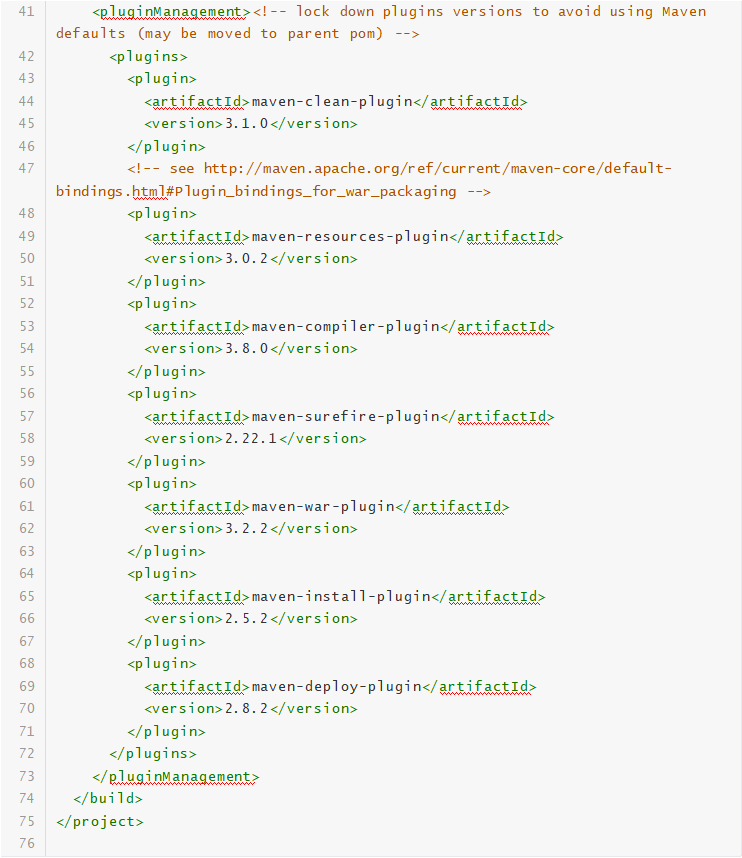 41 <pluginManagement><!-- lock down plugins versions to avoid using Maven
defaults (may be moved to parent pom) -->
42 <plugins>
43 <plugin>
44 <artifactId>maven-clean-plugin</artifactId>
45 <version>3.1.0</version>
46 </plugin>
47 <!-- see http://maven.apache.org/ref/current/maven-core/default-
bindings.html#Plugin_bindings_for_war_packaging -->
48 <plugin>
49 <artifactId>maven-resources-plugin</artifactId>
50 <version>3.0.2</version>
51 </plugin>
52 <plugin>
53 <artifactId>maven-compiler-plugin</artifactId>
54 <version>3.8.0</version>
55 </plugin>
56 <plugin>
57 <artifactId>maven-surefire-plugin</artifactId>
58 <version>2.22.1</version>
59 </plugin>
60 <plugin>
61 <artifactId>maven-war-plugin</artifactId>
62 <version>3.2.2</version>
63 </plugin>
64 <plugin>
65 <artifactId>maven-install-plugin</artifactId>
66 <version>2.5.2</version>
67 </plugin>
68 <plugin>
69 <artifactId>maven-deploy-plugin</artifactId>
70 <version>2.8.2</version>
71 </plugin>
72 </plugins>
73 </pluginManagement>
74 </build>
75 </project>
76